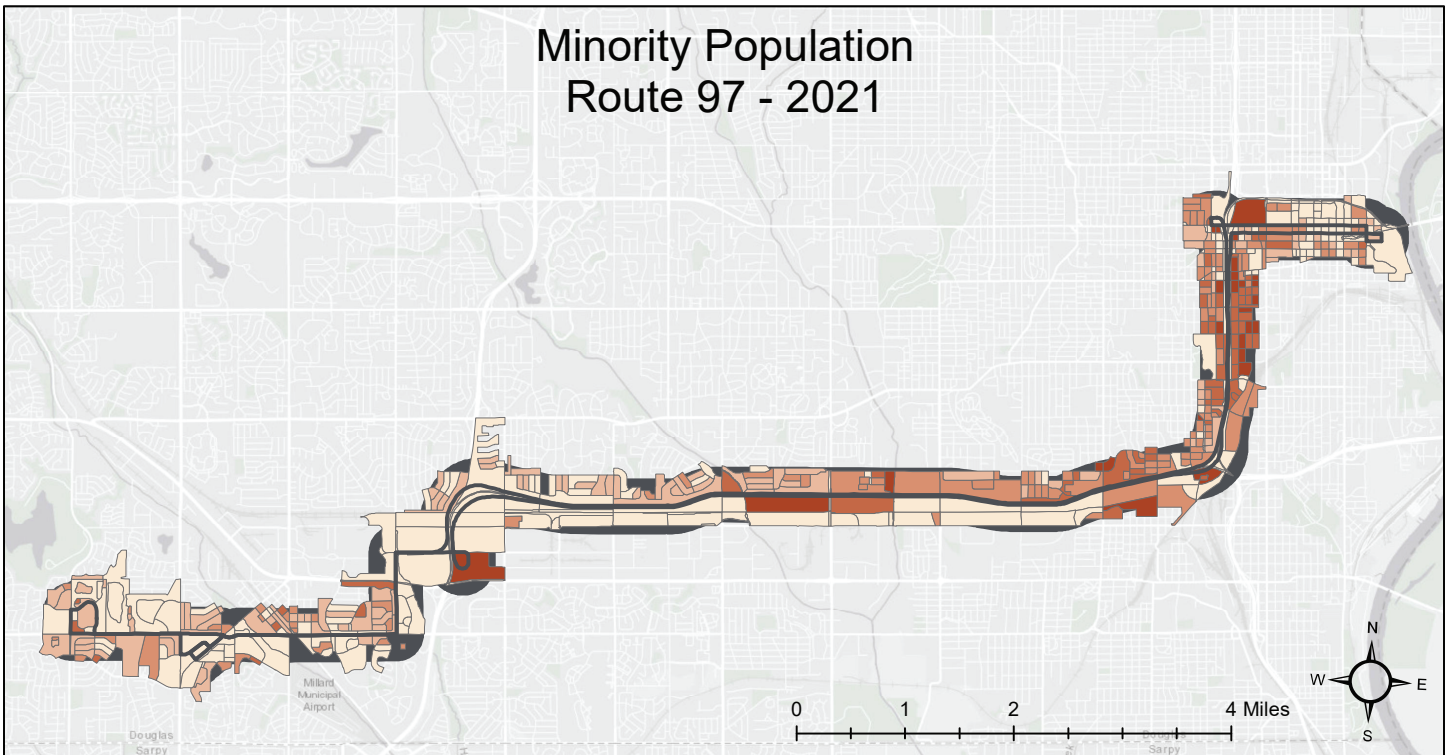 Minority Population
Route 97 - 2021
N
W
E
S
0
1
2
4 Miles
Millard
Municipal
Airport
Douglas
Sarpy
Douglas
Sarpy